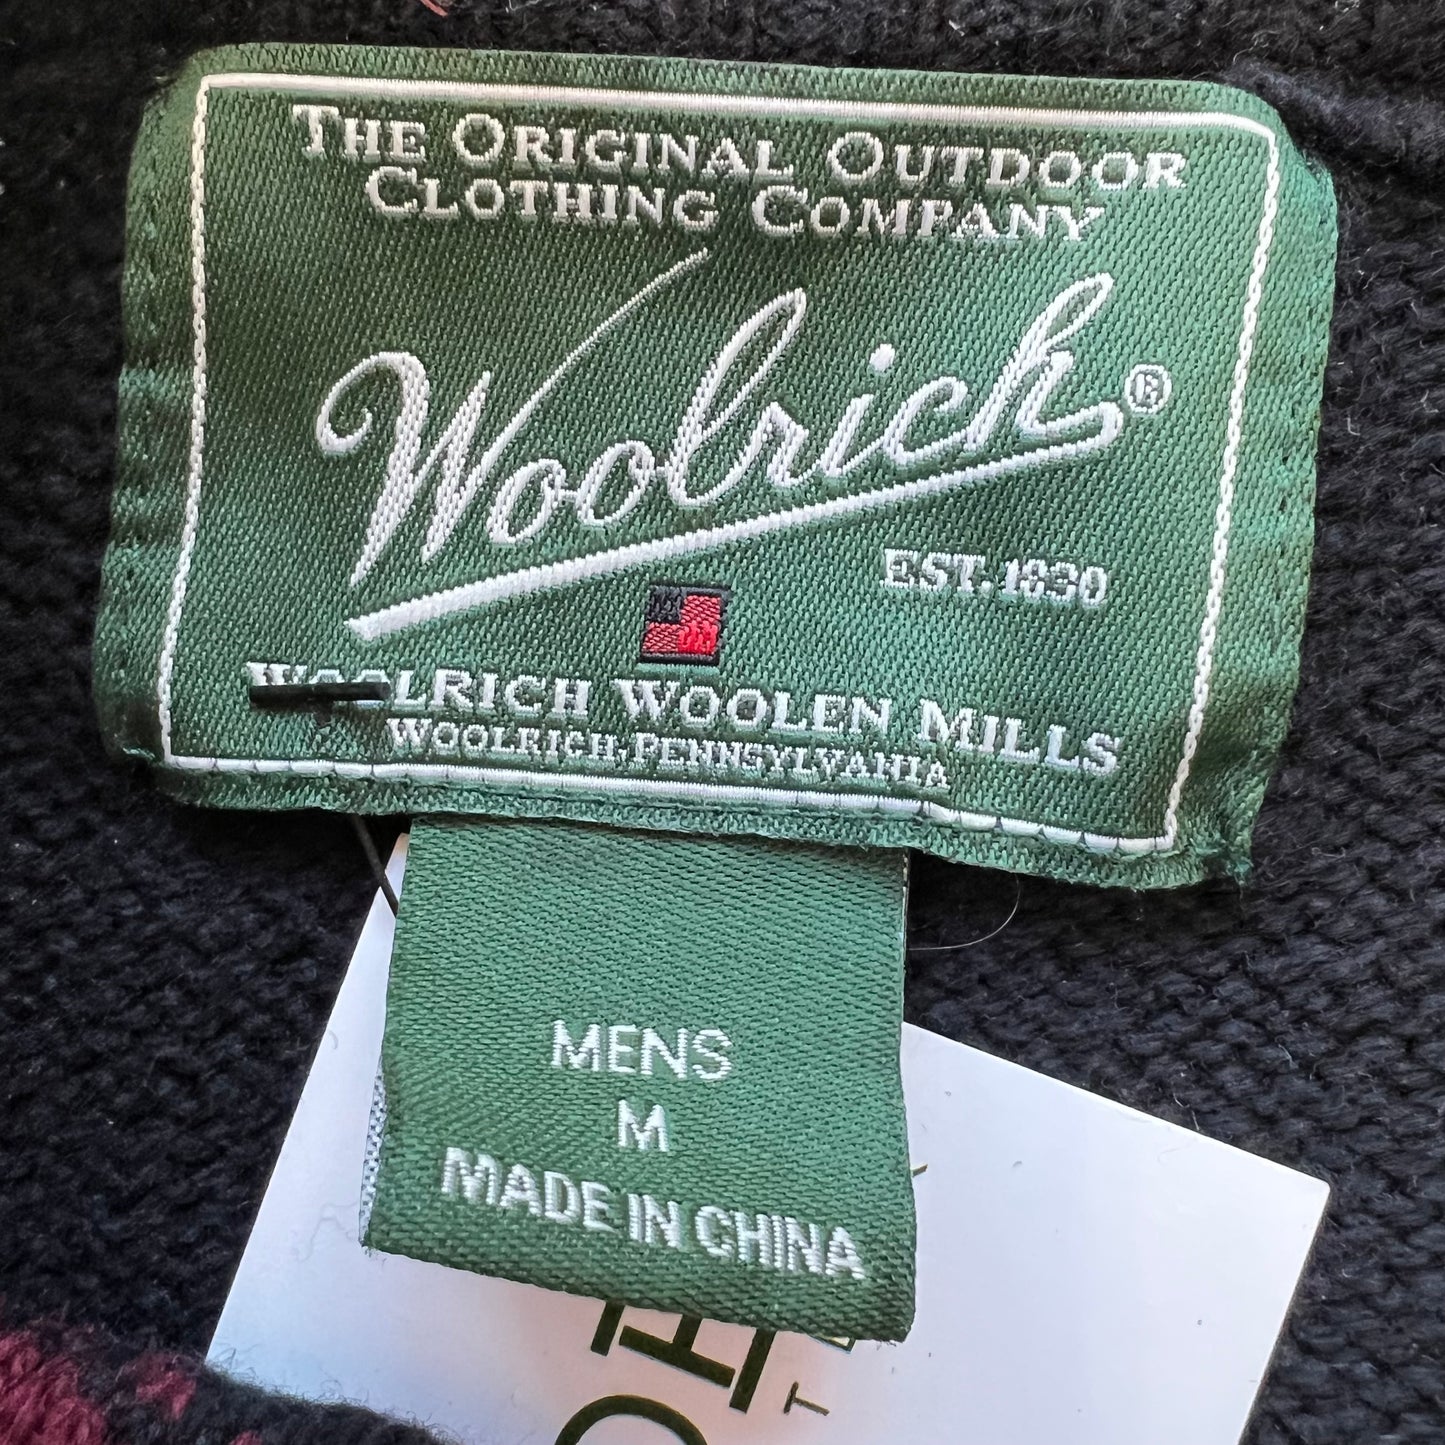 THE ORIGINAL OUTDOOR
CLOTHING COMPANY
Woolrich®
EST. 1830
WOOLRICH WOOLEN MILLS
WOOLRICH, PENNSYLVANIA
MENS
M
MADE IN CHINA